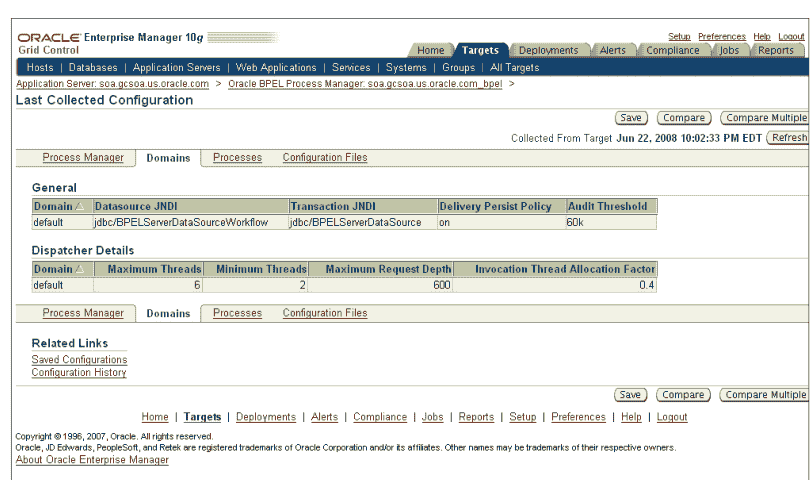 ORACLE Enterprise Manager 10g
Grid Control
Setup Preferences Help Logout
Home Targets Deployments Alerts Compliance Jobs Reports
Hosts | Databases | Application Servers | Web Applications | Services | Systems | Groups | All Targets
Application Server: soa.gcsoa.us.oracle.com > Oracle BPEL Process Manager: soa.gcsoa.us.oracle.com_bpel >
Last Collected Configuration
Save Compare Compare Multiple
Collected From Target Jun 22, 2008 10:02:33 PM EDT Refresh
Process Manager Domains Processes Configuration Files
General
Domain Datasource JNDI Transaction JNDI Delivery Persist Policy Audit Threshold
default jdbc/BPELServerDataSourceWorkflow jdbc/BPELServerDataSource on 60k
Dispatcher Details
Domain Maximum Threads Minimum Threads Maximum Request Depth Invocation Thread Allocation Factor
default 6 2 600 0.4
Process Manager Domains Processes Configuration Files
Related Links
Saved Configurations
Configuration History
Save Compare Compare Multiple
Home | Targets | Deployments | Alerts | Compliance | Jobs | Reports | Setup | Preferences | Help | Logout
Copyright © 1996, 2007, Oracle. All rights reserved.
Oracle, JD Edwards, PeopleSoft, and Retek are registered trademarks of Oracle Corporation and/or its affiliates. Other names may be trademarks of their respective owners.
About Oracle Enterprise Manager